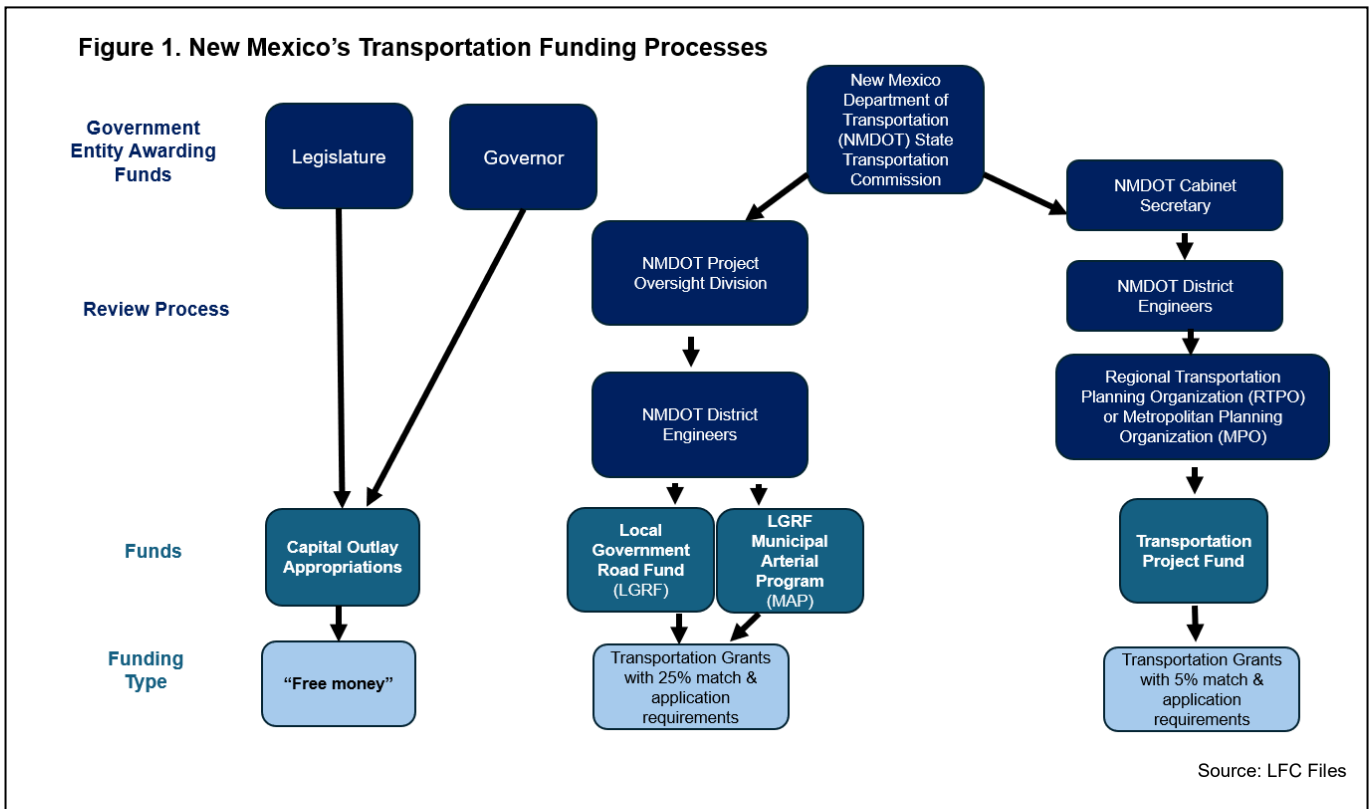 Figure 1. New Mexico’s Transportation Funding Processes
Government
Entity Awarding
Funds
Legislature
Governor
New Mexico
Department of
Transportation
(NMDOT) State
Transportation
Commission
NMDOT Cabinet
Secretary
Review Process
NMDOT Project
Oversight Division
NMDOT District
Engineers
NMDOT District
Engineers
Regional Transportation
Planning Organization (RTPO)
or Metropolitan Planning
Organization (MPO)
Funds
Capital Outlay
Appropriations
Local
Government
Road Fund
(LGRF)
LGRF
Municipal
Arterial
Program
(MAP)
Transportation
Project Fund
Funding
Type
“Free money”
Transportation Grants
with 25% match &
application
requirements
Transportation Grants
with 5% match &
application
requirements
Source: LFC Files